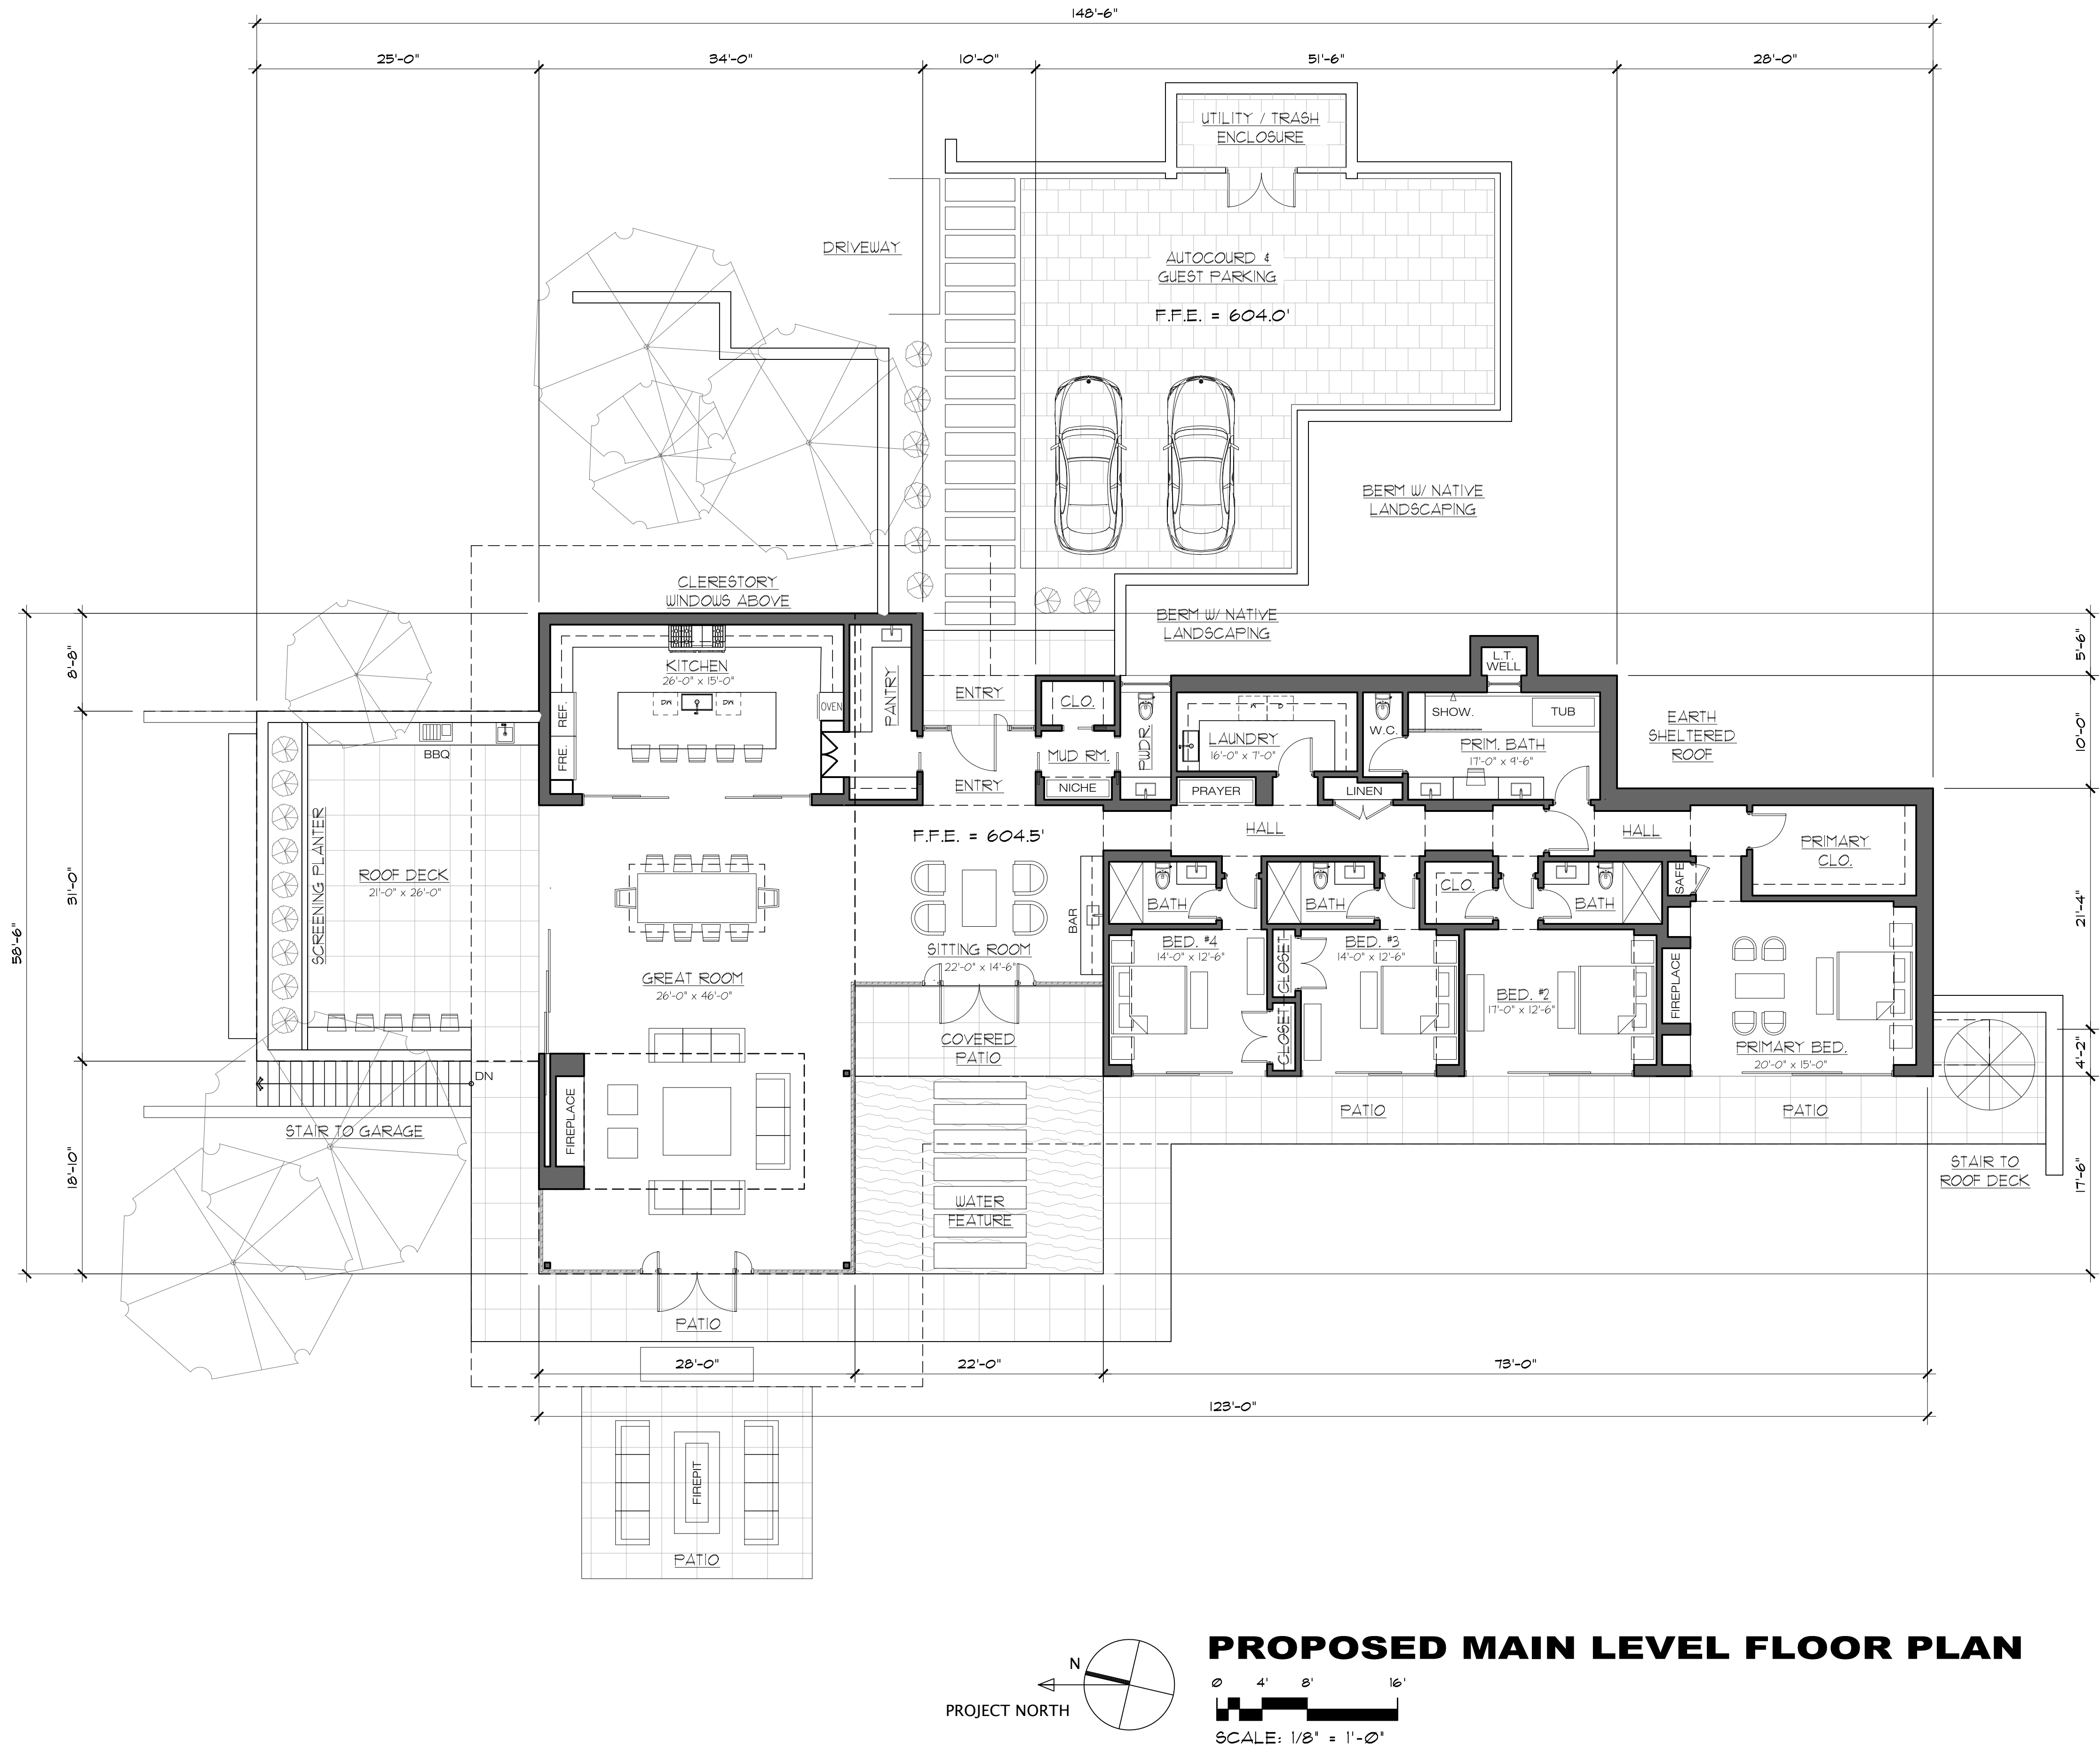 148'-6"
25'-0"
34'-0"
10'-0"
51'-6"
28'-0"
UTILITY / TRASH
ENCLOSURE
DRIVEWAY
AUTOCOURD &
GUEST PARKING
F.F.E. = 604.0'
BERM W/ NATIVE
LANDSCAPING
CLERESTORY
WINDOWS ABOVE
BERM W/ NATIVE
LANDSCAPING
58'-6"
8'-8"
31'-0"
18'-10"
5'-6"
10'-0"
21'-4"
4'-2"
17'-6"
KITCHEN
26'-0" x 15'-0"
DW
DW
REF.
FRE.
OVEN
PANTRY
ENTRY
ENTRY
CLO.
MUD RM.
NICHE
PWDR.
LAUNDRY
16'-0" x 7'-0"
W
D
PRAYER
LINEN
W.C.
SHOW.
L.T.
WELL
TUB
PRIM. BATH
17'-0" x 9'-6"
EARTH
SHELTERED
ROOF
BBQ
SCREENING PLANTER
ROOF DECK
21'-0" x 26'-0"
F.F.E. = 604.5'
HALL
HALL
PRIMARY
CLO.
SAFE
BATH
BATH
CLO.
BATH
BAR
SITTING ROOM
22'-0" x 14'-6"
GREAT ROOM
26'-0" x 46'-0"
BED. #4
14'-0" x 12'-6"
CLOSET
CLOSET
BED. #3
14'-0" x 12'-6"
BED. #2
17'-0" x 12'-6"
FIREPLACE
PRIMARY BED.
20'-0" x 15'-0"
COVERED
PATIO
DN
STAIR TO GARAGE
FIREPLACE
PATIO
PATIO
STAIR TO
ROOF DECK
WATER
FEATURE
PATIO
28'-0"
22'-0"
73'-0"
123'-0"
FIREPIT
PATIO
N
PROJECT NORTH
PROPOSED MAIN LEVEL FLOOR PLAN
0 4' 8' 16'
SCALE: 1/8" = 1'-0"